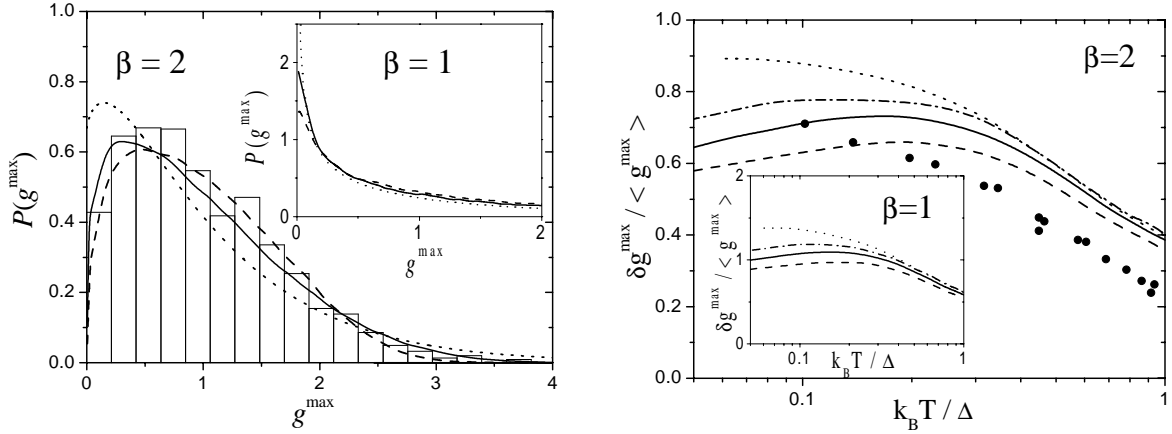 0.8
0.6
0.4
0.2
0.0
P(g^max)
β = 2
0
1
2
3
4
g^max
2
1
0
P(g^max)
β = 1
0
1
2
g^max
1.0
0.8
0.6
0.4
0.2
0.0
δg^max / < g^max >
β=2
0.1
1
k_B T / Δ
2
1
0
δg^max / < g^max >
β=1
0.1
1
k_B T / Δ